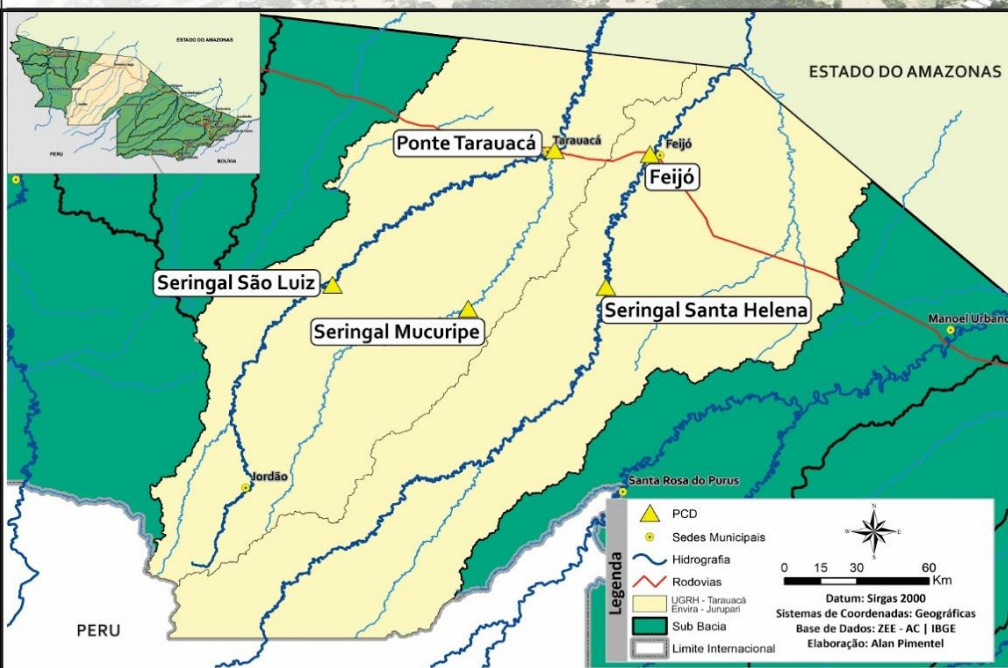 ESTADO DO AMAZONAS
PERU
BOLÍVIA
ESTADO DO AMAZONAS
Ponte Tarauacá
Tarauacá
Feijó
Feijó
Seringal São Luiz
Seringal Mucuripe
Seringal Santa Helena
Manoel Urbano
Jordão
Santa Rosa do Purus
PERU
Legenda
PCD
Sedes Municipais
Hidrografia
Rodovias
UGRH - Tarauacá
Envira - Jurupari
Sub Bacia
Limite Internacional
N
W
E
S
0 15 30 60
Km
Datum: Sirgas 2000
Sistemas de Coordenadas: Geográficas
Base de Dados: ZEE - AC | IBGE
Elaboração: Alan Pimentel